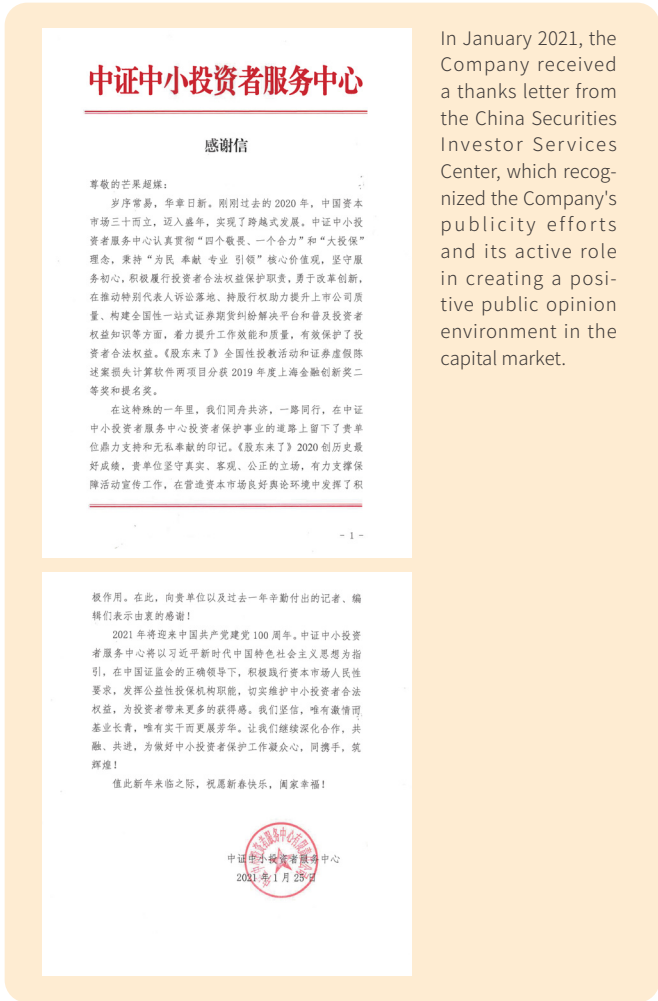 中证中小投资者服务中心
感谢信
尊敬的芒果超媒：
岁序常易，华章日新。刚刚过去的 2020 年，中国资本
市场三十而立，迈入盛年，实现了跨越式发展。中证中小投
资者服务中心认真贯彻“四个敬畏、一个合力”和“大投保”
理念，秉持“为民 奉献 专业 引领”核心价值观，坚守服
务初心，积极履行投资者合法权益保护职责，勇于改革创新，
在推动特别代表人诉讼落地、持股行权助力提升上市公司质
量、构建全国性一站式证券期货纠纷解决平台和普及投资者
权益知识等方面，着力提升工作效能和质量，有效保护了投
资者合法权益。《股东来了》全国性投教活动和证券虚假陈
述案损失计算软件两项目分获 2019 年度上海金融创新奖二
等奖和提名奖。
在这特殊的一年里，我们同舟共济，一路同行，在中证
中小投资者服务中心投资者保护事业的道路上留下了贵单
位鼎力支持和无私奉献的印记。《股东来了》2020 创历史最
好成绩，贵单位坚守真实、客观、公正的立场，有力支撑保
障活动宣传工作，在营造资本市场良好舆论环境中发挥了积
- 1 -
极作用。在此，向贵单位以及过去一年辛勤付出的记者、编
辑们表示由衷的感谢！
2021 年将迎来中国共产党建党 100 周年。中证中小投资
者服务中心将以习近平新时代中国特色社会主义思想为指
引，在中国证监会的正确领导下，积极践行资本市场人民性
要求，发挥公益性投保机构职能，切实维护中小投资者合法
权益，为投资者带来更多的获得感。我们坚信，唯有激情而
基业长青，唯有实干而更展芳华。让我们继续深化合作，共
融、共进，为做好中小投资者保护工作凝众心，同携手，筑
辉煌！
值此新年来临之际，祝愿新春快乐，阖家幸福！
中证中小投资者服务中心
2021 年 1 月 25 日
In January 2021, the
Company received
a thanks letter from
the China Securities
Investor Services
Center, which recog-
nized the Company's
publicity efforts
and its active role
in creating a posi-
tive public opinion
environment in the
capital market.